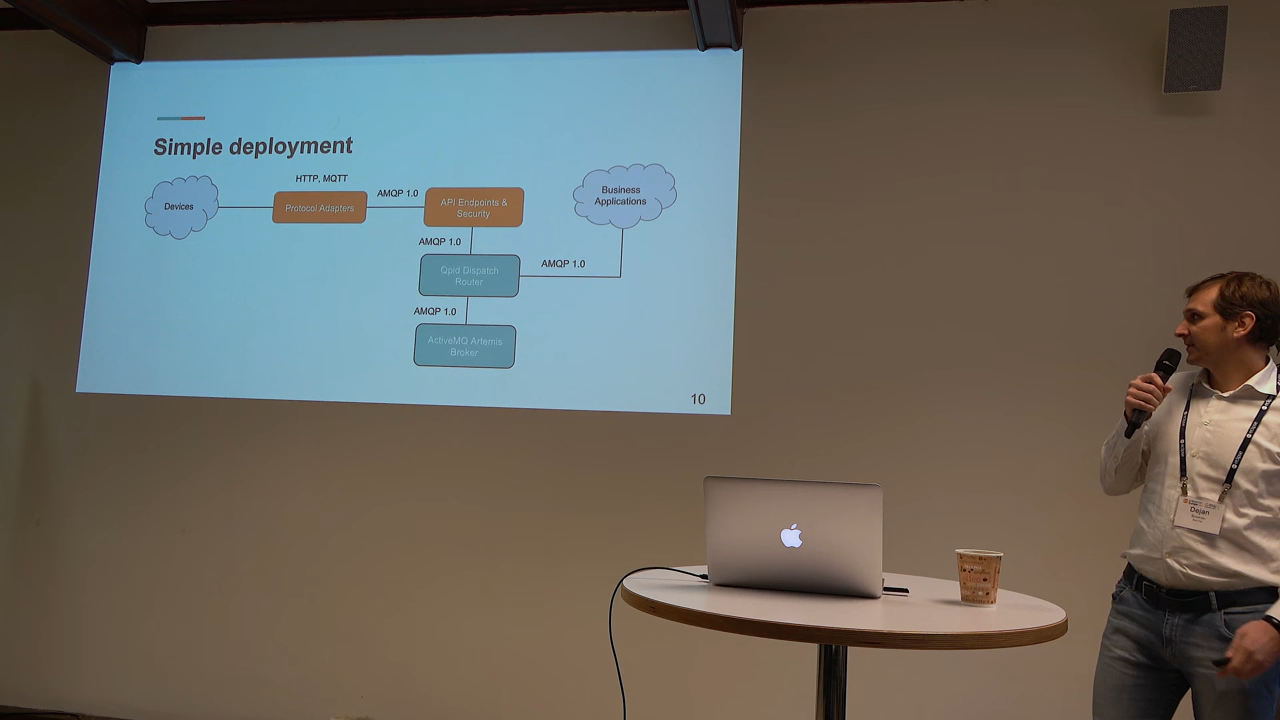 Simple deployment
HTTP, MQTT
Devices
Protocol Adapters
AMQP 1.0
API Endpoints &
Security
Business
Applications
AMQP 1.0
Qpid Dispatch
Router
AMQP 1.0
AMQP 1.0
ActiveMQ Artemis
Broker
10
Dejan